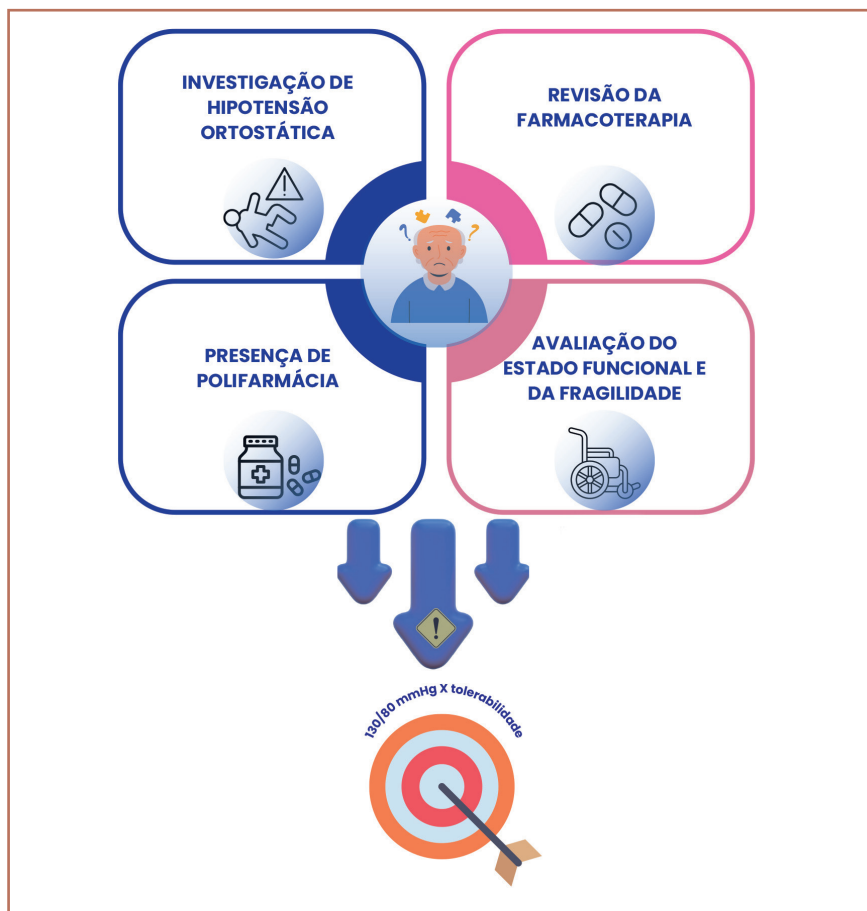 INVESTIGAÇÃO DE
HIPOTENSÃO
ORTOSTÁTICA
REVISÃO DA
FARMACOTERAPIA
PRESENÇA DE
POLIFARMÁCIA
AVALIAÇÃO DO
ESTADO FUNCIONAL E
DA FRAGILIDADE
130/80 mmHg X tolerabilidade